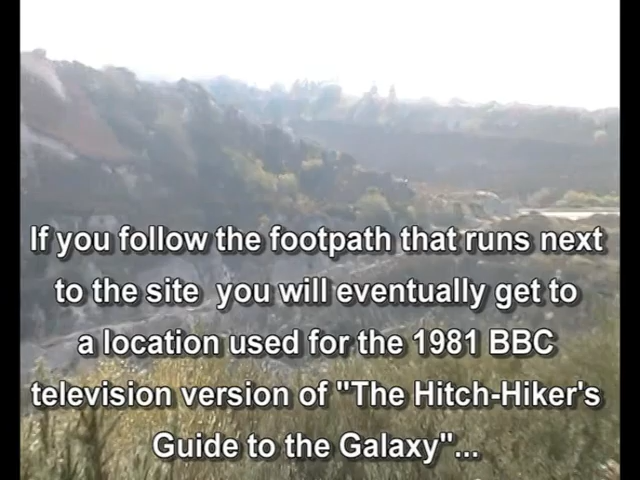 If you follow the footpath that runs next
to the site  you will eventually get to
a location used for the 1981 BBC
television version of "The Hitch-Hiker's
Guide to the Galaxy"...